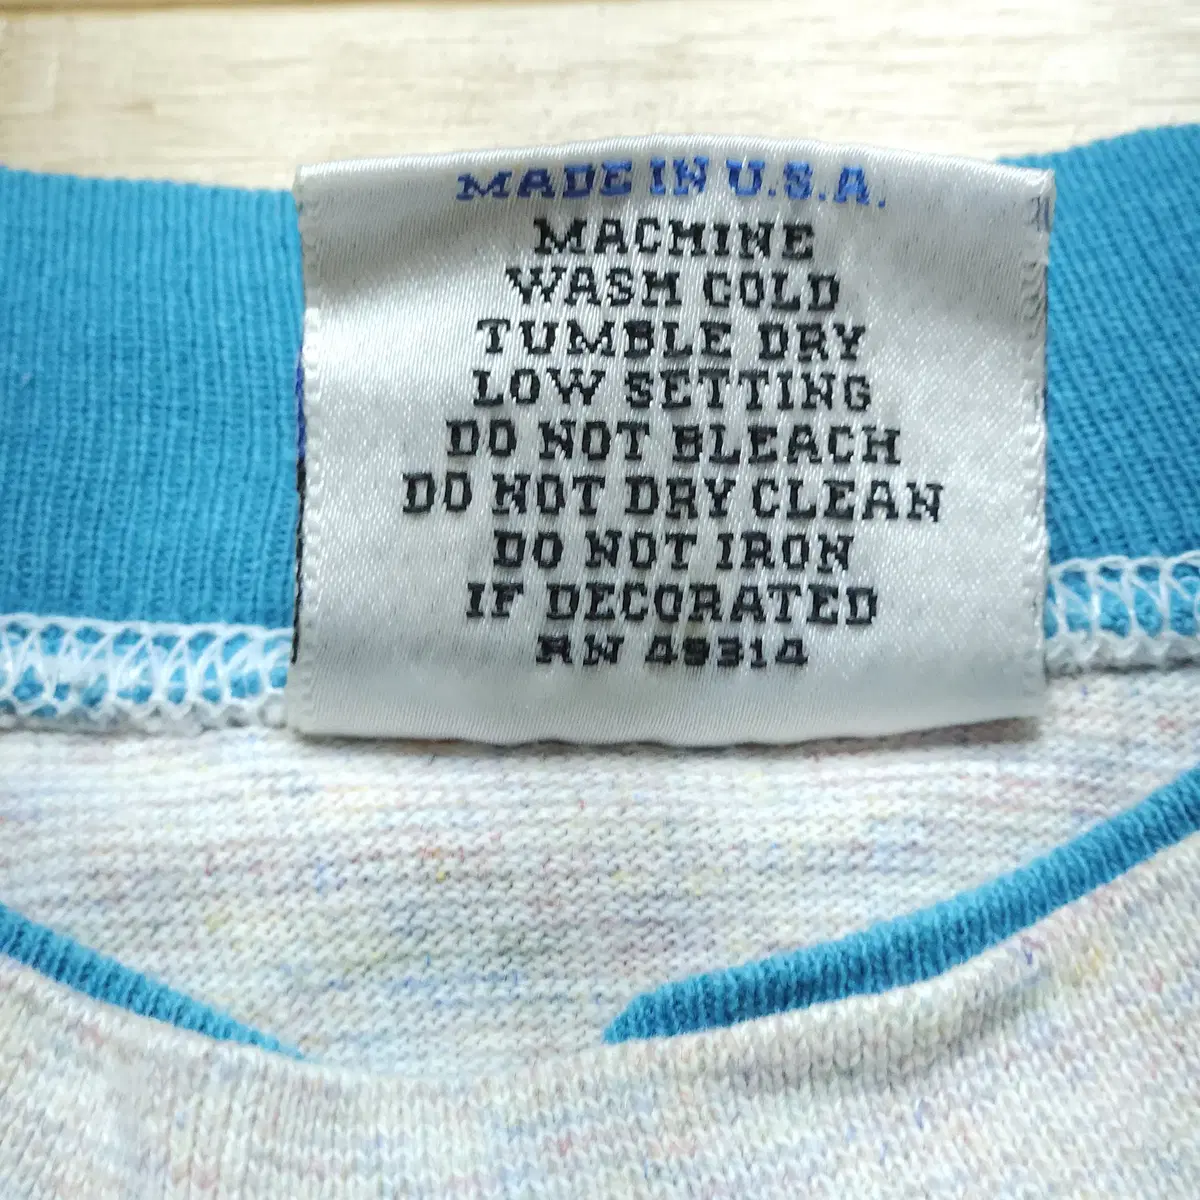 MADE IN U.S.A.
MACHINE
WASH COLD
TUMBLE DRY
LOW SETTING
DO NOT BLEACH
DO NOT DRY CLEAN
DO NOT IRON
IF DECORATED
RN 49314